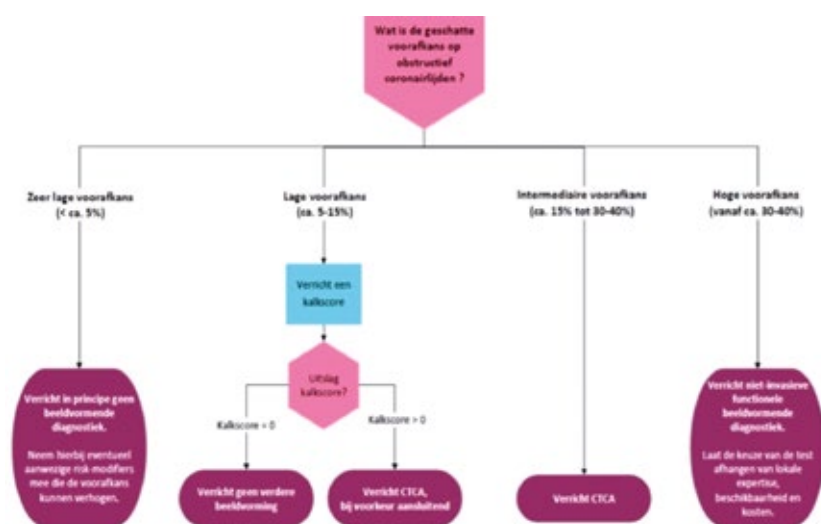 Wat is de geschatte
voorafkans op
obstructief
coronairlijden ?
Zeer lage voorafkans
(< ca. 5%)
Lage voorafkans
(ca. 5-15%)
Intermediaire voorafkans
(ca. 15% tot 30-40%)
Hoge voorafkans
(vanaf ca. 30-40%)
Verricht een
kalkscore
Uitslag
kalkscore?
Kalkscore = 0
Kalkscore > 0
Verricht in principe geen
beeldvormende
diagnostiek.
Neem hierbij eventueel
aanwezige risk-modifiers
mee die de voorafkans
kunnen verhogen.
Verricht geen verdere
beeldvorming
Verricht CTCA,
bij voorkeur aansluitend
Verricht CTCA
Verricht niet-invasieve
functionele
beeldvormende
diagnostiek.
Laat de keuze van de test
afhangen van lokale
expertise,
beschikbaarheid en
kosten.